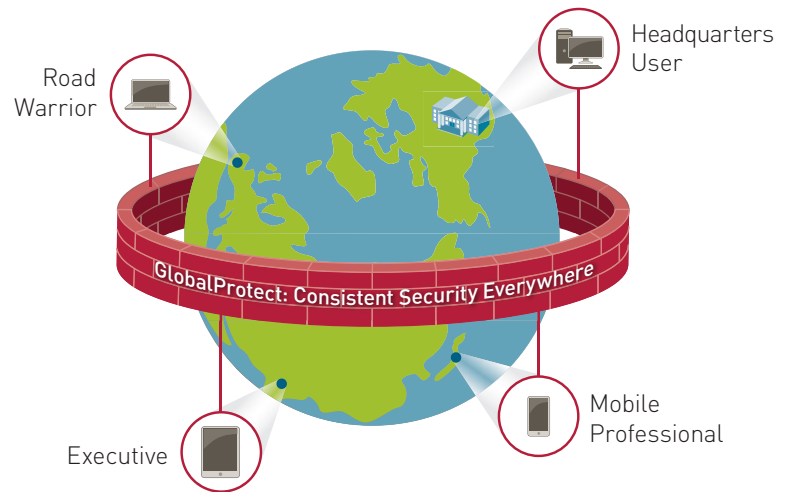 Road
Warrior
Headquarters
User
GlobalProtect: Consistent Security Everywhere
Executive
Mobile
Professional